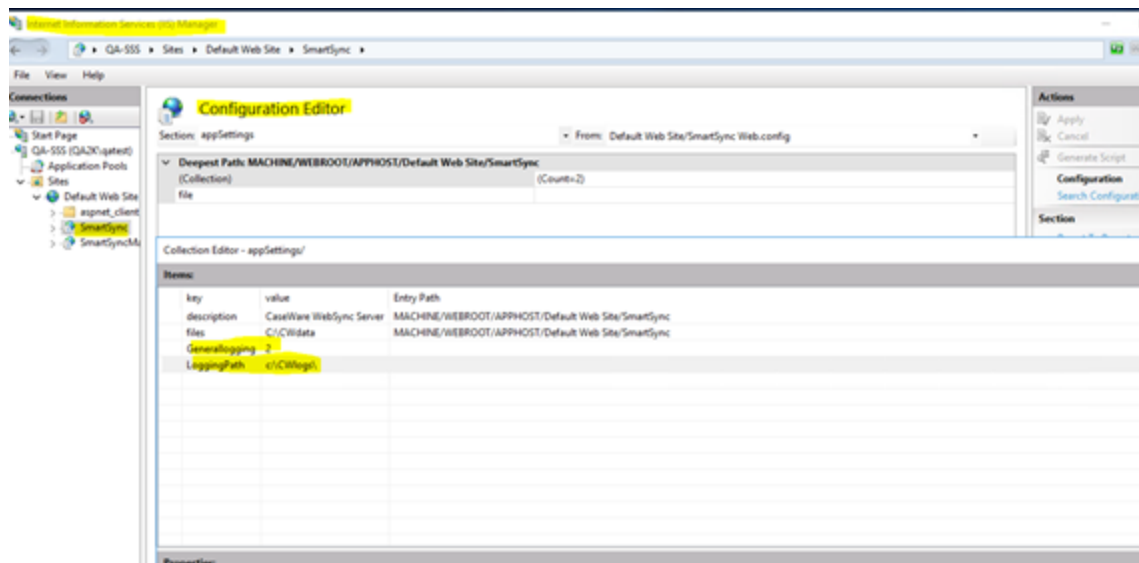 Internet Information Services (IIS) Manager
QA-SSS Sites Default Web Site SmartSync
File View Help
Connections
Start Page
QA-SSS (QA2K\qatest)
Application Pools
Sites
Default Web Site
aspnet_client
SmartSync
SmartSyncMa
Configuration Editor
Section: appSettings From: Default Web Site/SmartSync Web.config
Deepest Path: MACHINE/WEBROOT/APPHOST/Default Web Site/SmartSync
(Collection) (Count=2)
file
Actions
Apply
Cancel
Generate Script
Configuration
Search Configurat
Section
Collection Editor - appSettings/
Items:
key value Entry Path
description CaseWare WebSync Server MACHINE/WEBROOT/APPHOST/Default Web Site/SmartSync
files C:\CWdata MACHINE/WEBROOT/APPHOST/Default Web Site/SmartSync
Generallogging 2
LoggingPath c:\CWlogs\
Properties: